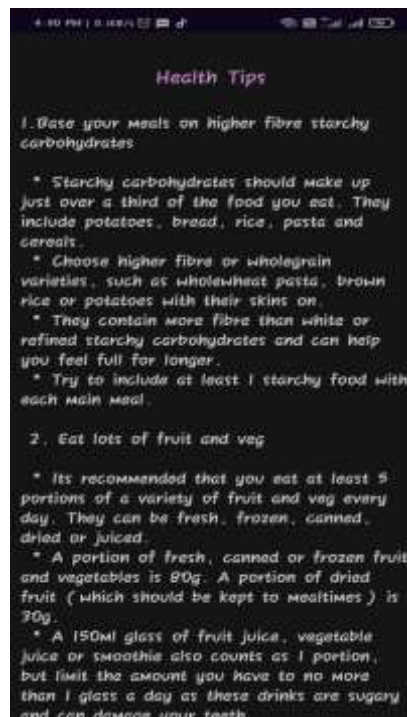 Health Tips
1.Base your meals on higher fibre starchy
carbohydrates
* Starchy carbohydrates should make up
just over a third of the food you eat. They
include potatoes, bread, rice, pasta and
cereals.
* Choose higher fibre or wholegrain
varieties, such as wholewheat pasta, brown
rice or potatoes with their skins on.
* They contain more fibre than white or
refined starchy carbohydrates and can help
you feel full for longer.
* Try to include at least 1 starchy food with
each main meal.
2. Eat lots of fruit and veg
* Its recommended that you eat at least 5
portions of a variety of fruit and veg every
day. They can be fresh, frozen, canned,
dried or juiced.
* A portion of fresh, canned or frozen fruit
and vegetables is 80g. A portion of dried
fruit ( which should be kept to mealtimes ) is
30g.
* A 150ml glass of fruit juice, vegetable
juice or smoothie also counts as 1 portion,
but limit the amount you have to no more
than 1 glass a day as these drinks are sugary
and can damage your teeth